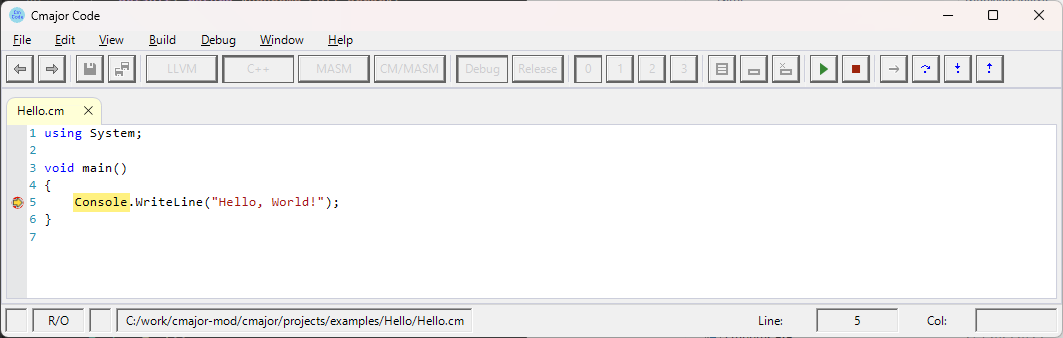 Cm Code
Cmajor Code
File Edit View Build Debug Window Help
LLVM C++ MASM CM/MASM Debug Release 0 1 2 3
Hello.cm
1 using System;
2
3 void main()
4 {
5     Console.WriteLine("Hello, World!");
6 }
7
R/O C:/work/cmajor-mod/cmajor/projects/examples/Hello/Hello.cm Line: 5 Col: